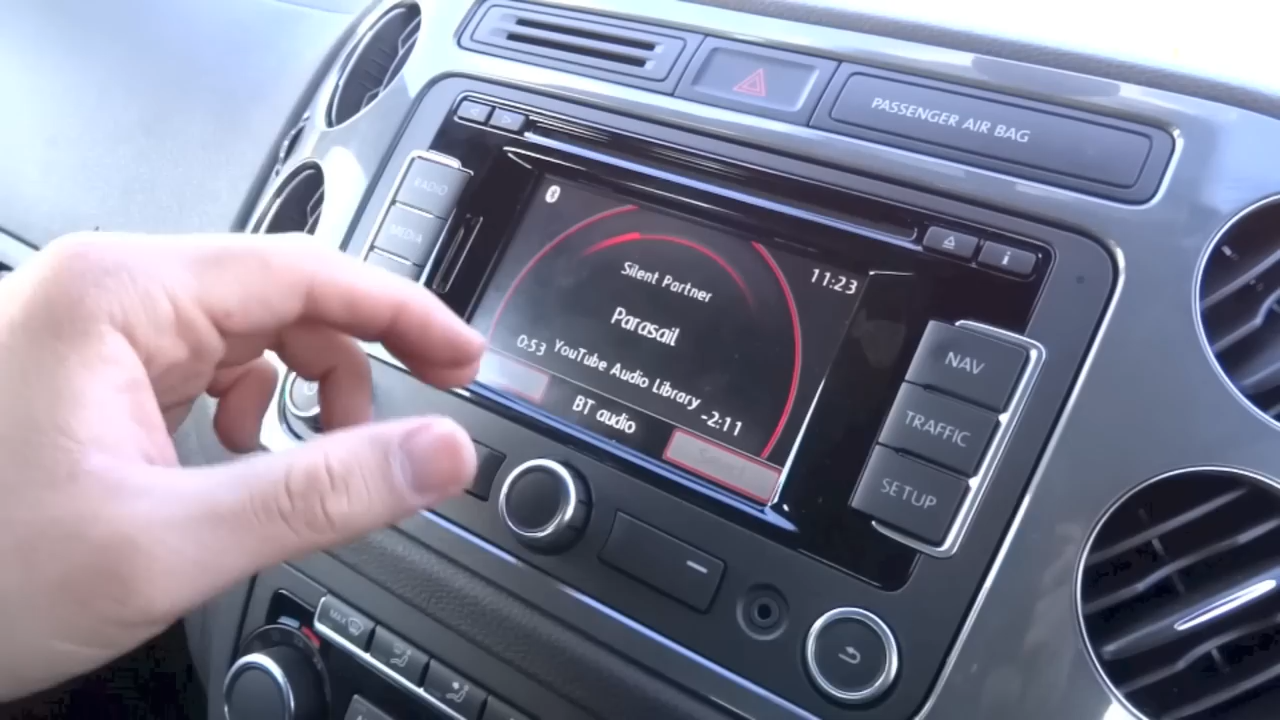 PASSENGER AIR BAG
RADIO
MEDIA
i
11:23
Silent Partner
Parasail
YouTube Audio Library
0:53
-2:11
BT audio
NAV
TRAFFIC
SETUP
MAX